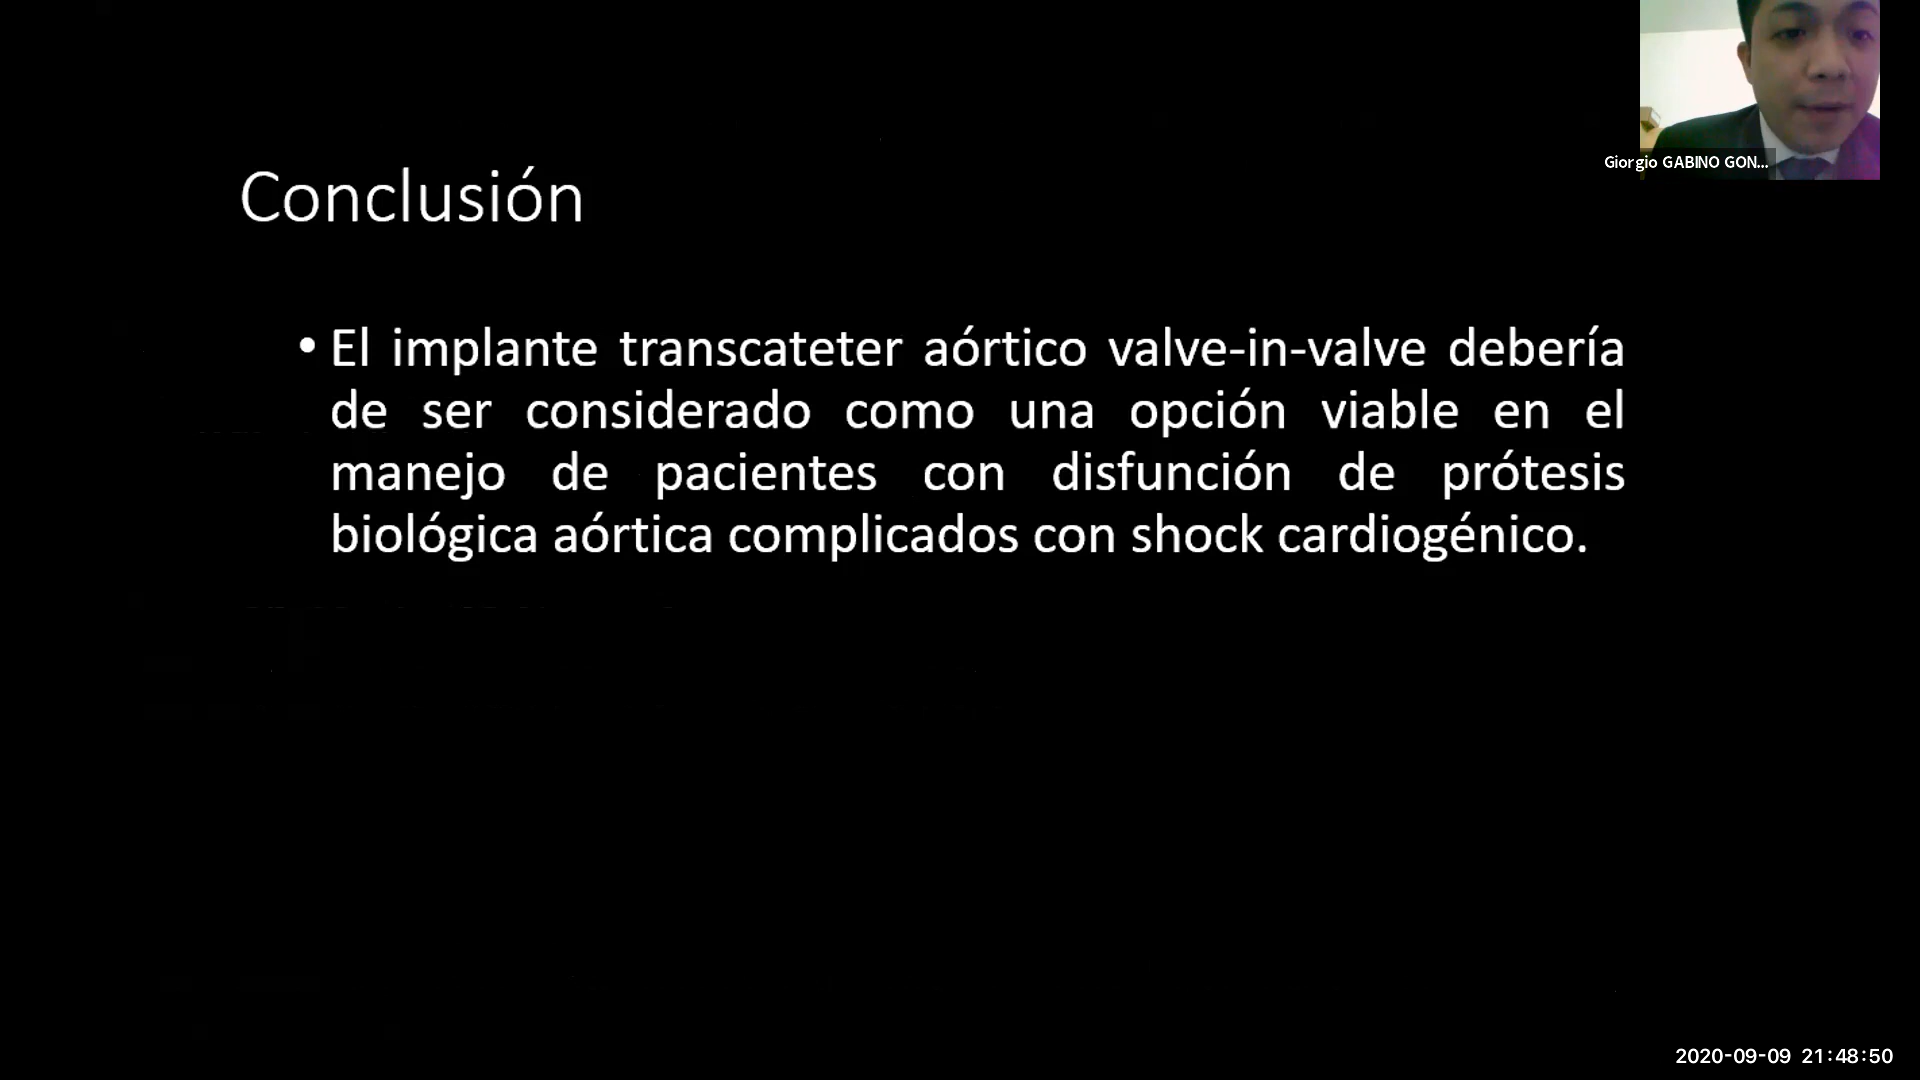 Giorgio GABINO GON...
Conclusión
• El implante transcateter aórtico valve-in-valve debería
de ser considerado como una opción viable en el
manejo de pacientes con disfunción de prótesis
biológica aórtica complicados con shock cardiogénico.
2020-09-09 21:48:50